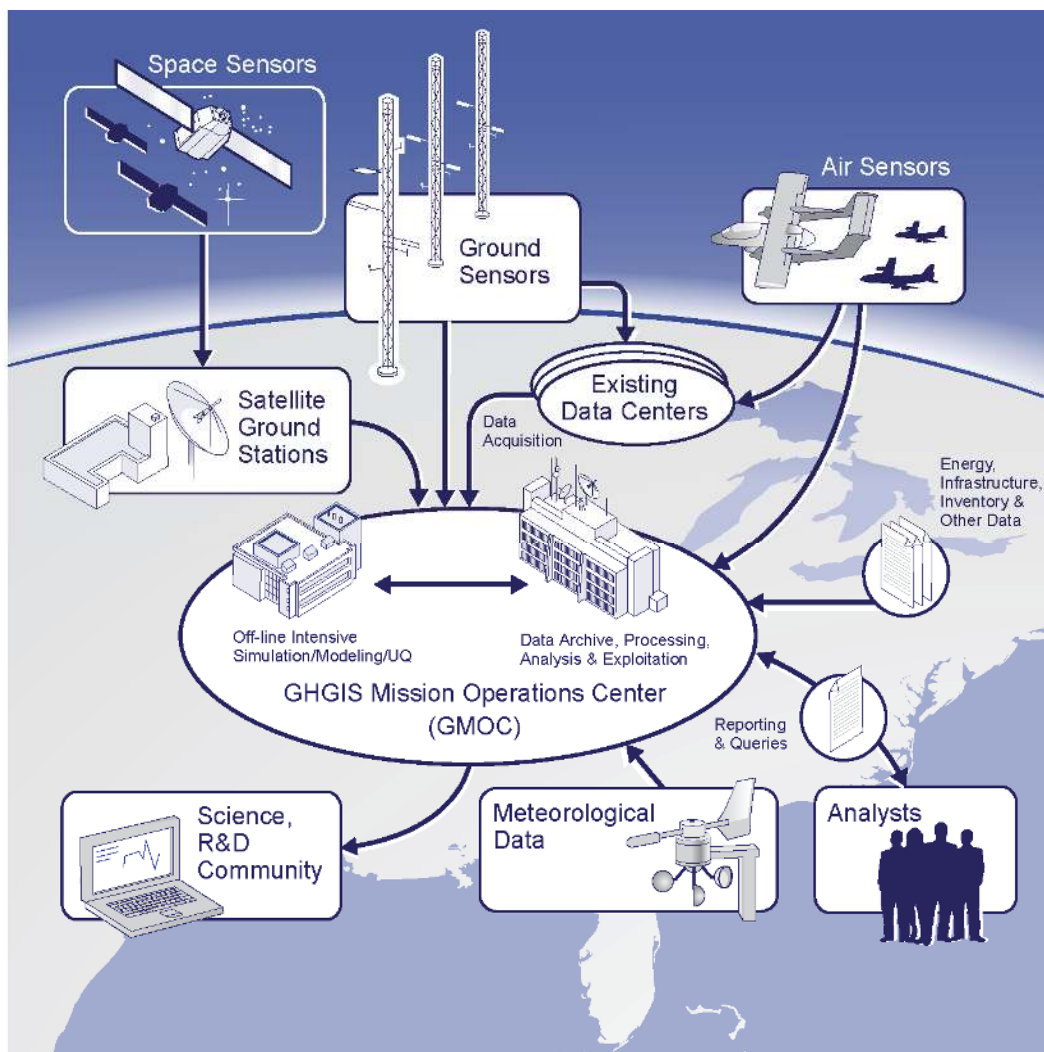 Space Sensors
Ground
Sensors
Air Sensors
Satellite
Ground
Stations
Existing
Data Centers
Data
Acquisition
Energy,
Infrastructure,
Inventory &
Other Data
Off-line Intensive
Simulation/Modeling/UQ
Data Archive, Processing,
Analysis & Exploitation
GHGIS Mission Operations Center
(GMOC)
Reporting
& Queries
Science,
R&D
Community
Meteorological
Data
Analysts